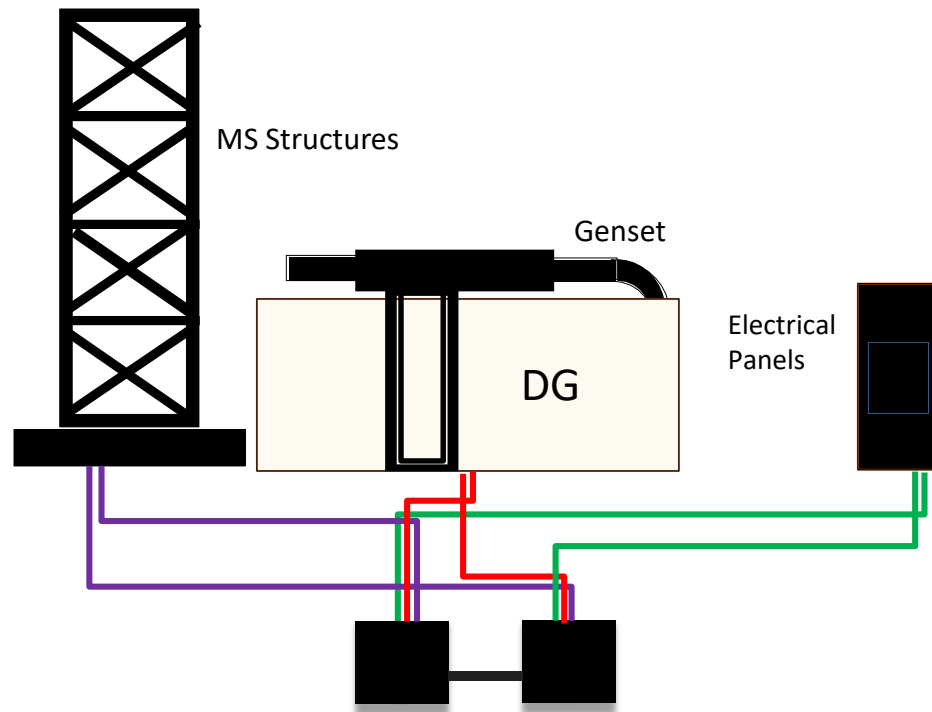 MS Structures
Genset
Electrical
Panels
DG